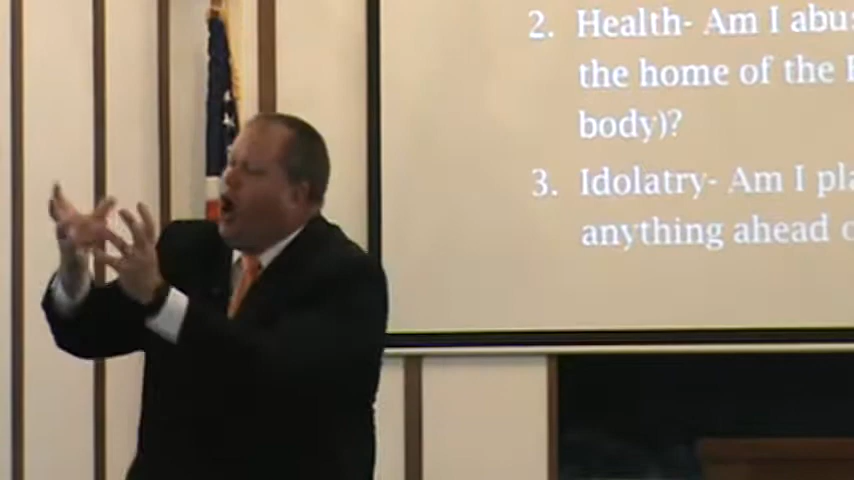 2. Health- Am I
the home of the
body)?
3. Idolatry- Am I
anything ahead